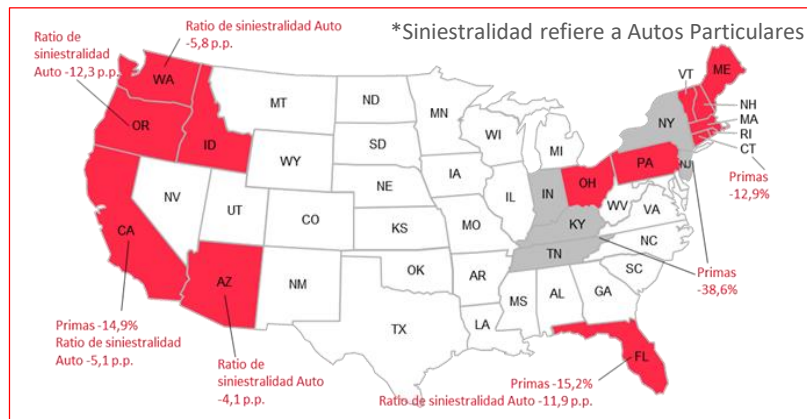 *Siniestralidad refiere a Autos Particulares
Ratio de siniestralidad Auto
-5,8 p.p.
Ratio de
siniestralidad
Auto -12,3 p.p.
WA
OR
ID
MT
ND
MN
SD
WY
WI
MI
NY
VT
ME
NH
MA
RI
CT
Primas
-12,9%
NV
UT
CO
NE
IA
IL
IN
OH
PA
NJ
WV
VA
CA
KS
MO
KY
NC
TN
AZ
NM
OK
AR
SC
Primas
-38,6%
MS
AL
GA
TX
LA
FL
Primas -14,9%
Ratio de siniestralidad
Auto -5,1 p.p.
Ratio de
siniestralidad Auto
-4,1 p.p.
Primas -15,2%
Ratio de siniestralidad Auto -11,9 p.p.